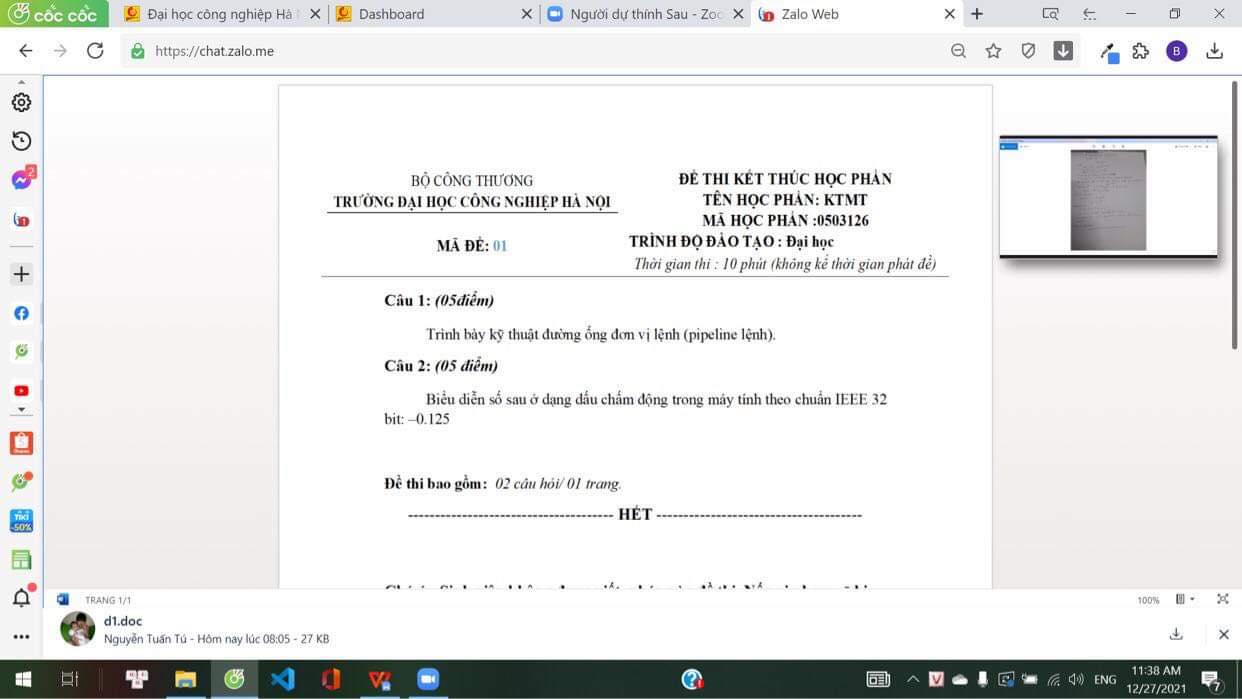 cốc cốc
Đại học công nghiệp Hà
Dashboard
Người dự thính Sau - Zoo
Zalo Web
https://chat.zalo.me
B
BỘ CÔNG THƯƠNG
TRƯỜNG ĐẠI HỌC CÔNG NGHIỆP HÀ NỘI
MÃ ĐỀ: 01
ĐỀ THI KẾT THÚC HỌC PHẦN
TÊN HỌC PHẦN: KTMT
MÃ HỌC PHẦN :0503126
TRÌNH ĐỘ ĐÀO TẠO : Đại học
Thời gian thi : 10 phút (không kể thời gian phát đề)
Câu 1: (05điểm)
Trình bày kỹ thuật đường ống đơn vị lệnh (pipeline lệnh).
Câu 2: (05 điểm)
Biểu diễn số sau ở dạng dấu chấm động trong máy tính theo chuẩn IEEE 32
bit: –0.125
Đề thi bao gồm: 02 câu hỏi/ 01 trang.
------------------------------------- HẾT -------------------------------------
2
1
TIKI
-50%
TRANG 1/1
100%
d1.doc
Nguyễn Tuấn Tú - Hôm nay lúc 08:05 - 27 KB
ENG
11:38 AM
12/27/2021
7